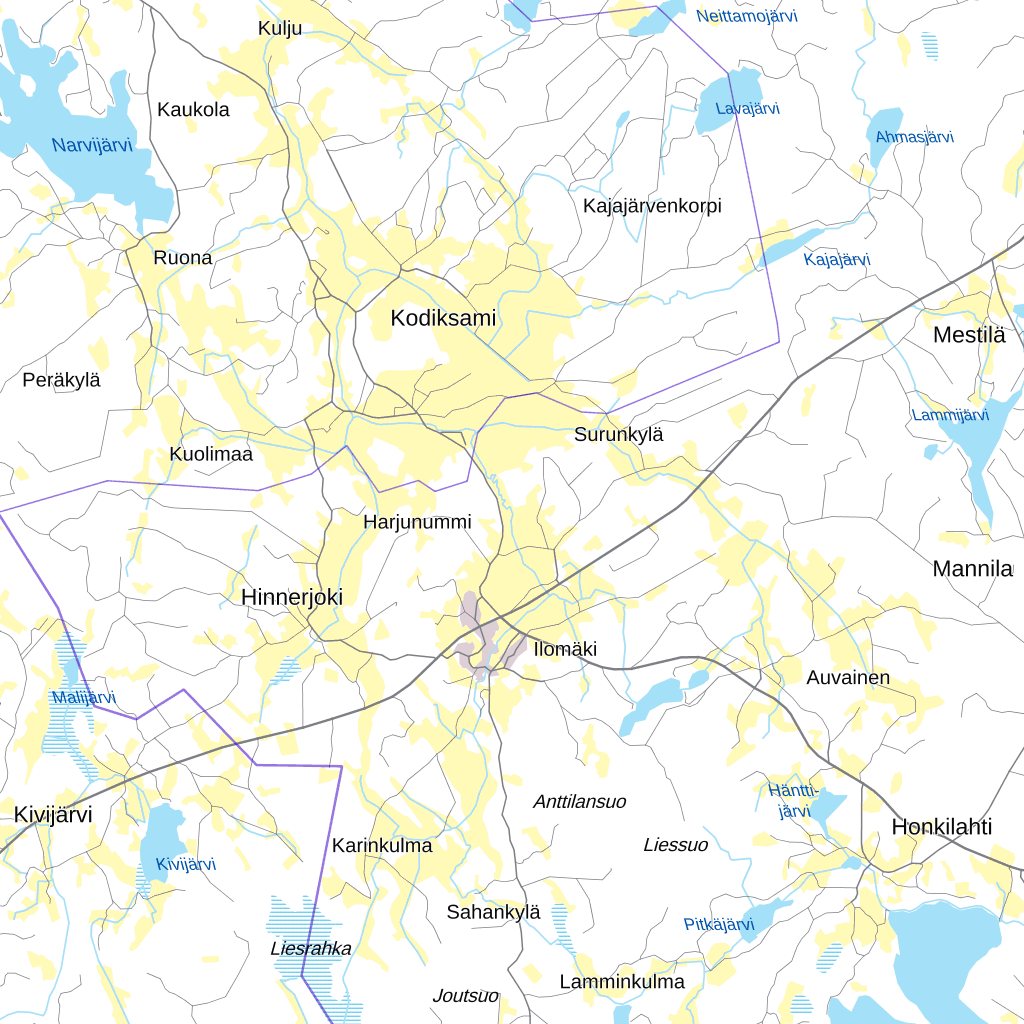 Neittamojärvi
Kulju
Kaukola
Lavajärvi
Narvijärvi
Ahmasjärvi
Kajajärvenkorpi
Ruona
Kajajärvi
Kodiksami
Mestilä
Peräkylä
Lammijärvi
Surunkylä
Kuolimaa
Harjunummi
Mannila
Hinnerjoki
Ilomäki
Auvainen
Malijärvi
Häntti-
järvi
Anttilansuo
Kivijärvi
Honkilahti
Karinkulma
Liessuo
Kivijärvi
Sahankylä
Pitkäjärvi
Liesrahka
Lamminkulma
Joutsuo